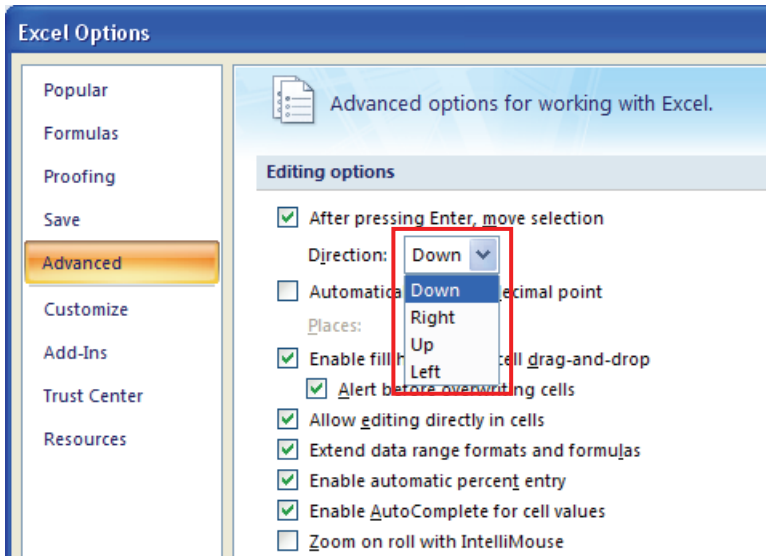 Excel Options
Popular
Formulas
Proofing
Save
Advanced
Customize
Add-Ins
Trust Center
Resources
Advanced options for working with Excel.
Editing options
After pressing Enter, move selection
Direction: Down
Down
Right
Up
Left
Automatica ecimal point
Places:
Enable fill h cell drag-and-drop
Alert before overwriting cells
Allow editing directly in cells
Extend data range formats and formulas
Enable automatic percent entry
Enable AutoComplete for cell values
Zoom on roll with IntelliMouse